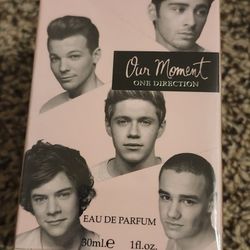 Our Moment
ONE DIRECTION
EAU DE PARFUM
30ml.℮ 1fl.oz.